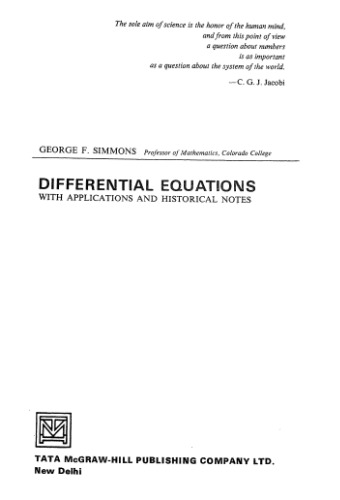 The sole aim of science is the honor of the human mind,
and from this point of view
a question about numbers
is as important
as a question about the system of the world.
—C. G. J. Jacobi
GEORGE F. SIMMONS Professor of Mathematics, Colorado College
DIFFERENTIAL EQUATIONS
WITH APPLICATIONS AND HISTORICAL NOTES
TATA McGRAW-HILL PUBLISHING COMPANY LTD.
New Delhi